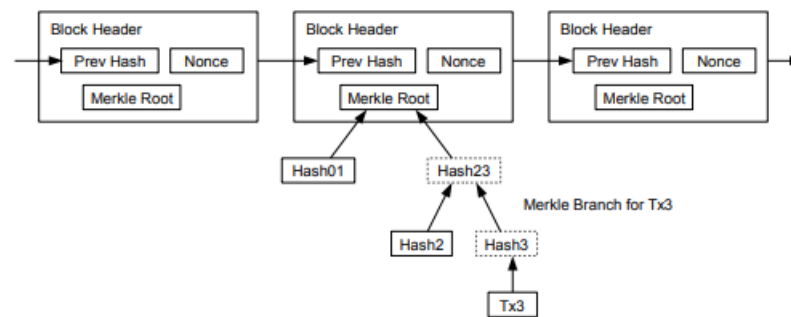 Block Header
Block Header
Block Header
Prev Hash
Nonce
Prev Hash
Nonce
Prev Hash
Nonce
Merkle Root
Merkle Root
Merkle Root
Hash01
Hash23
Merkle Branch for Tx3
Hash2
Hash3
Tx3